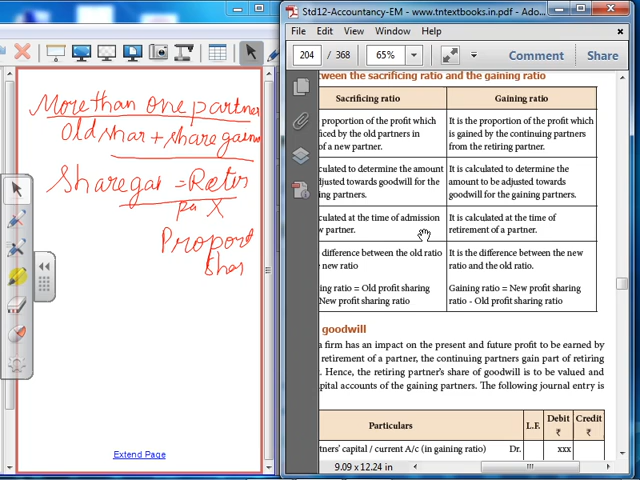 Std12-Accountancy-EM - www.tntextbooks.in.pdf - Ado...
File Edit View Window Help
204 / 368 65% Comment Share
More than one partner
Old shar + share gain
Share gai = Retir
pa X
Proport
Shar
Extend Page
between the sacrificing ratio and the gaining ratio
Sacrificing ratio Gaining ratio
proportion of the profit which
ficed by the old partners in
of a new partner.
It is the proportion of the profit which
is gained by the continuing partners
from the retiring partner.
culated to determine the amount
djusted towards goodwill for the
ing partners.
It is calculated to determine the
amount to be adjusted towards
goodwill for the gaining partners.
culated at the time of admission
w partner.
It is calculated at the time of
retirement of a partner.
difference between the old ratio
e new ratio
It is the difference between the new
ratio and the old ratio.
ing ratio = Old profit sharing
New profit sharing ratio
Gaining ratio = New profit sharing
ratio - Old profit sharing ratio
goodwill
a firm has an impact on the present and future profit to be earned by
retirement of a partner, the continuing partners gain part of retiring
t. Hence, the retiring partner's share of goodwill is to be valued and
pital accounts of the gaining partners. The following journal entry is
Particulars L.F. Debit ₹ Credit ₹
tners' capital / current A/c (in gaining ratio) Dr. xxx
9.09 x 12.24 in